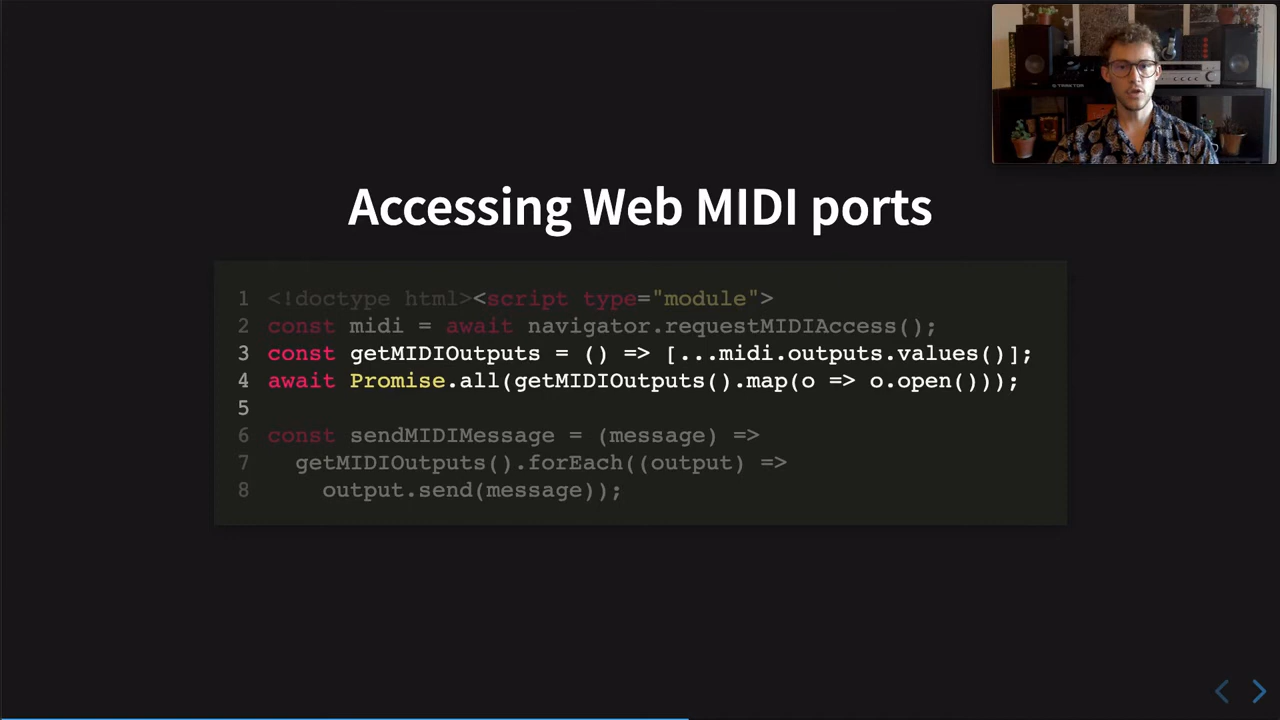 TRAKTOR
Accessing Web MIDI ports
1 <!doctype html><script type="module">
2 const midi = await navigator.requestMIDIAccess();
3 const getMIDIOutputs = () => [...midi.outputs.values()];
4 await Promise.all(getMIDIOutputs().map(o => o.open()));
5
6 const sendMIDIMessage = (message) =>
7   getMIDIOutputs().forEach((output) =>
8     output.send(message));